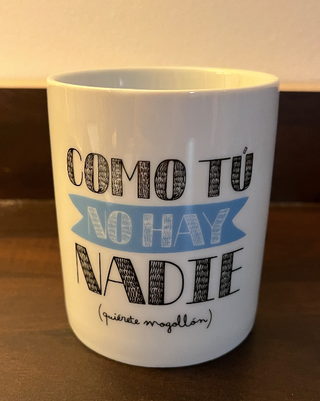 COMO TÚ
NO HAY
NADIE
(quiérete mogollón)